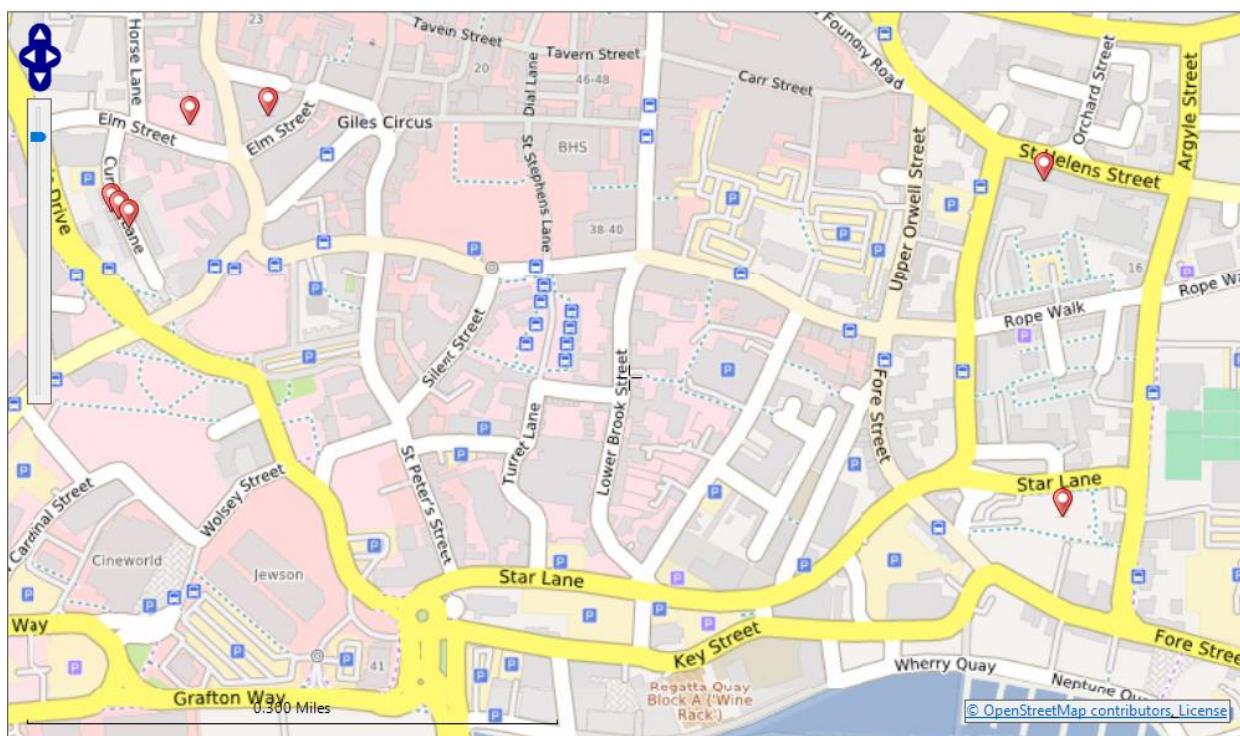 23
Horse Lane
Tavern Street
20
Dial Lane
Tavern Street
46-48
Carr Street
Foundry Road
Orchard Street
Argyle Street
Elm Street
Elm Street
Giles Circus
St Stephens Lane
BHS
Upper Orwell Street
St Helens Street
Drive
Lane
38-40
16
Rope Walk
Rope
Silent Street
Lower Brook Street
Fore Street
Turret Lane
St Peter's Street
Star Lane
Wolsey Street
Cardinal Street
Cineworld
Jewson
Star Lane
Way
41
Key Street
Fore Street
Wherry Quay
Neptune
Grafton Way
0.300 Miles
Regatta Quay
Block A ('Wine
Rack')
© OpenStreetMap contributors, License